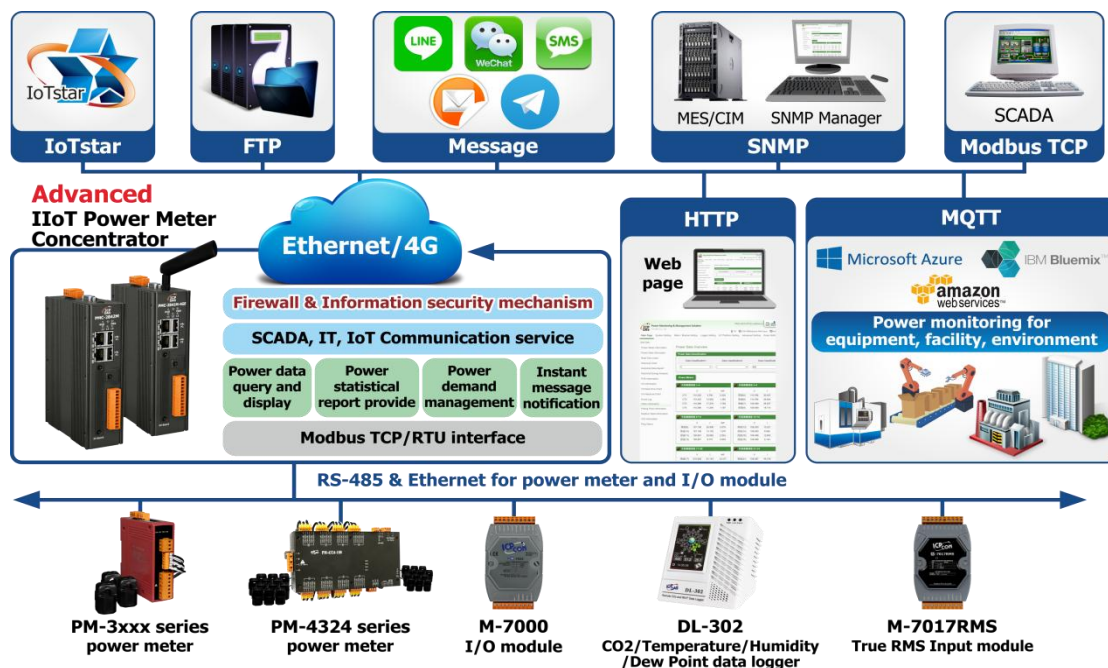 IoTstar
IoTstar
FTP
LINE
WeChat
SMS
Message
MES/CIM
SNMP Manager
SNMP
SCADA
Modbus TCP
Advanced
IIoT Power Meter
Concentrator
Ethernet/4G
Firewall & Information security mechanism
SCADA, IT, IoT Communication service
Power data
query and
display
Power
statistical
report provide
Power
demand
management
Instant
message
notification
Modbus TCP/RTU interface
HTTP
Web
page
MQTT
Microsoft Azure
IBM Bluemix™
amazon
webservices™
Power monitoring for
equipment, facility, environment
RS-485 & Ethernet for power meter and I/O module
PM-3xxx series
power meter
PM-4324 series
power meter
M-7000
I/O module
DL-302
DL-302
CO2/Temperature/Humidity
/Dew Point data logger
M-7017RMS
True RMS Input module